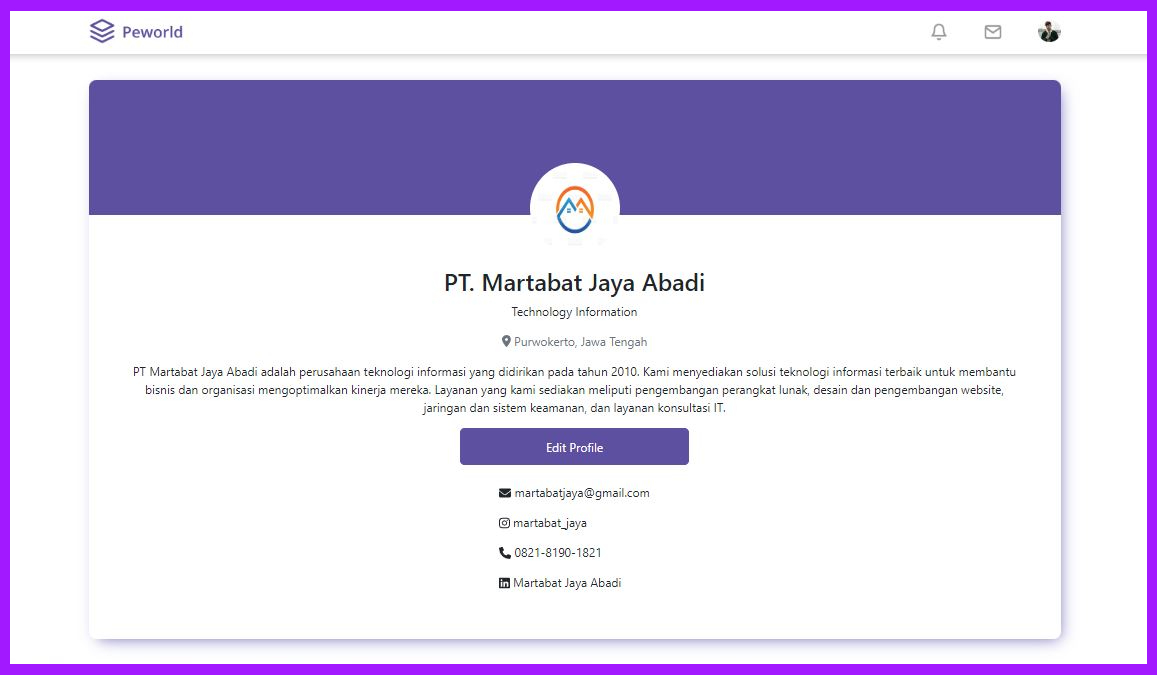 Peworld
PT. Martabat Jaya Abadi
Technology Information
Purwokerto, Jawa Tengah
PT Martabat Jaya Abadi adalah perusahaan teknologi informasi yang didirikan pada tahun 2010. Kami menyediakan solusi teknologi informasi terbaik untuk membantu
bisnis dan organisasi mengoptimalkan kinerja mereka. Layanan yang kami sediakan meliputi pengembangan perangkat lunak, desain dan pengembangan website,
jaringan dan sistem keamanan, dan layanan konsultasi IT.
Edit Profile
martabatjaya@gmail.com
martabat_jaya
0821-8190-1821
Martabat Jaya Abadi